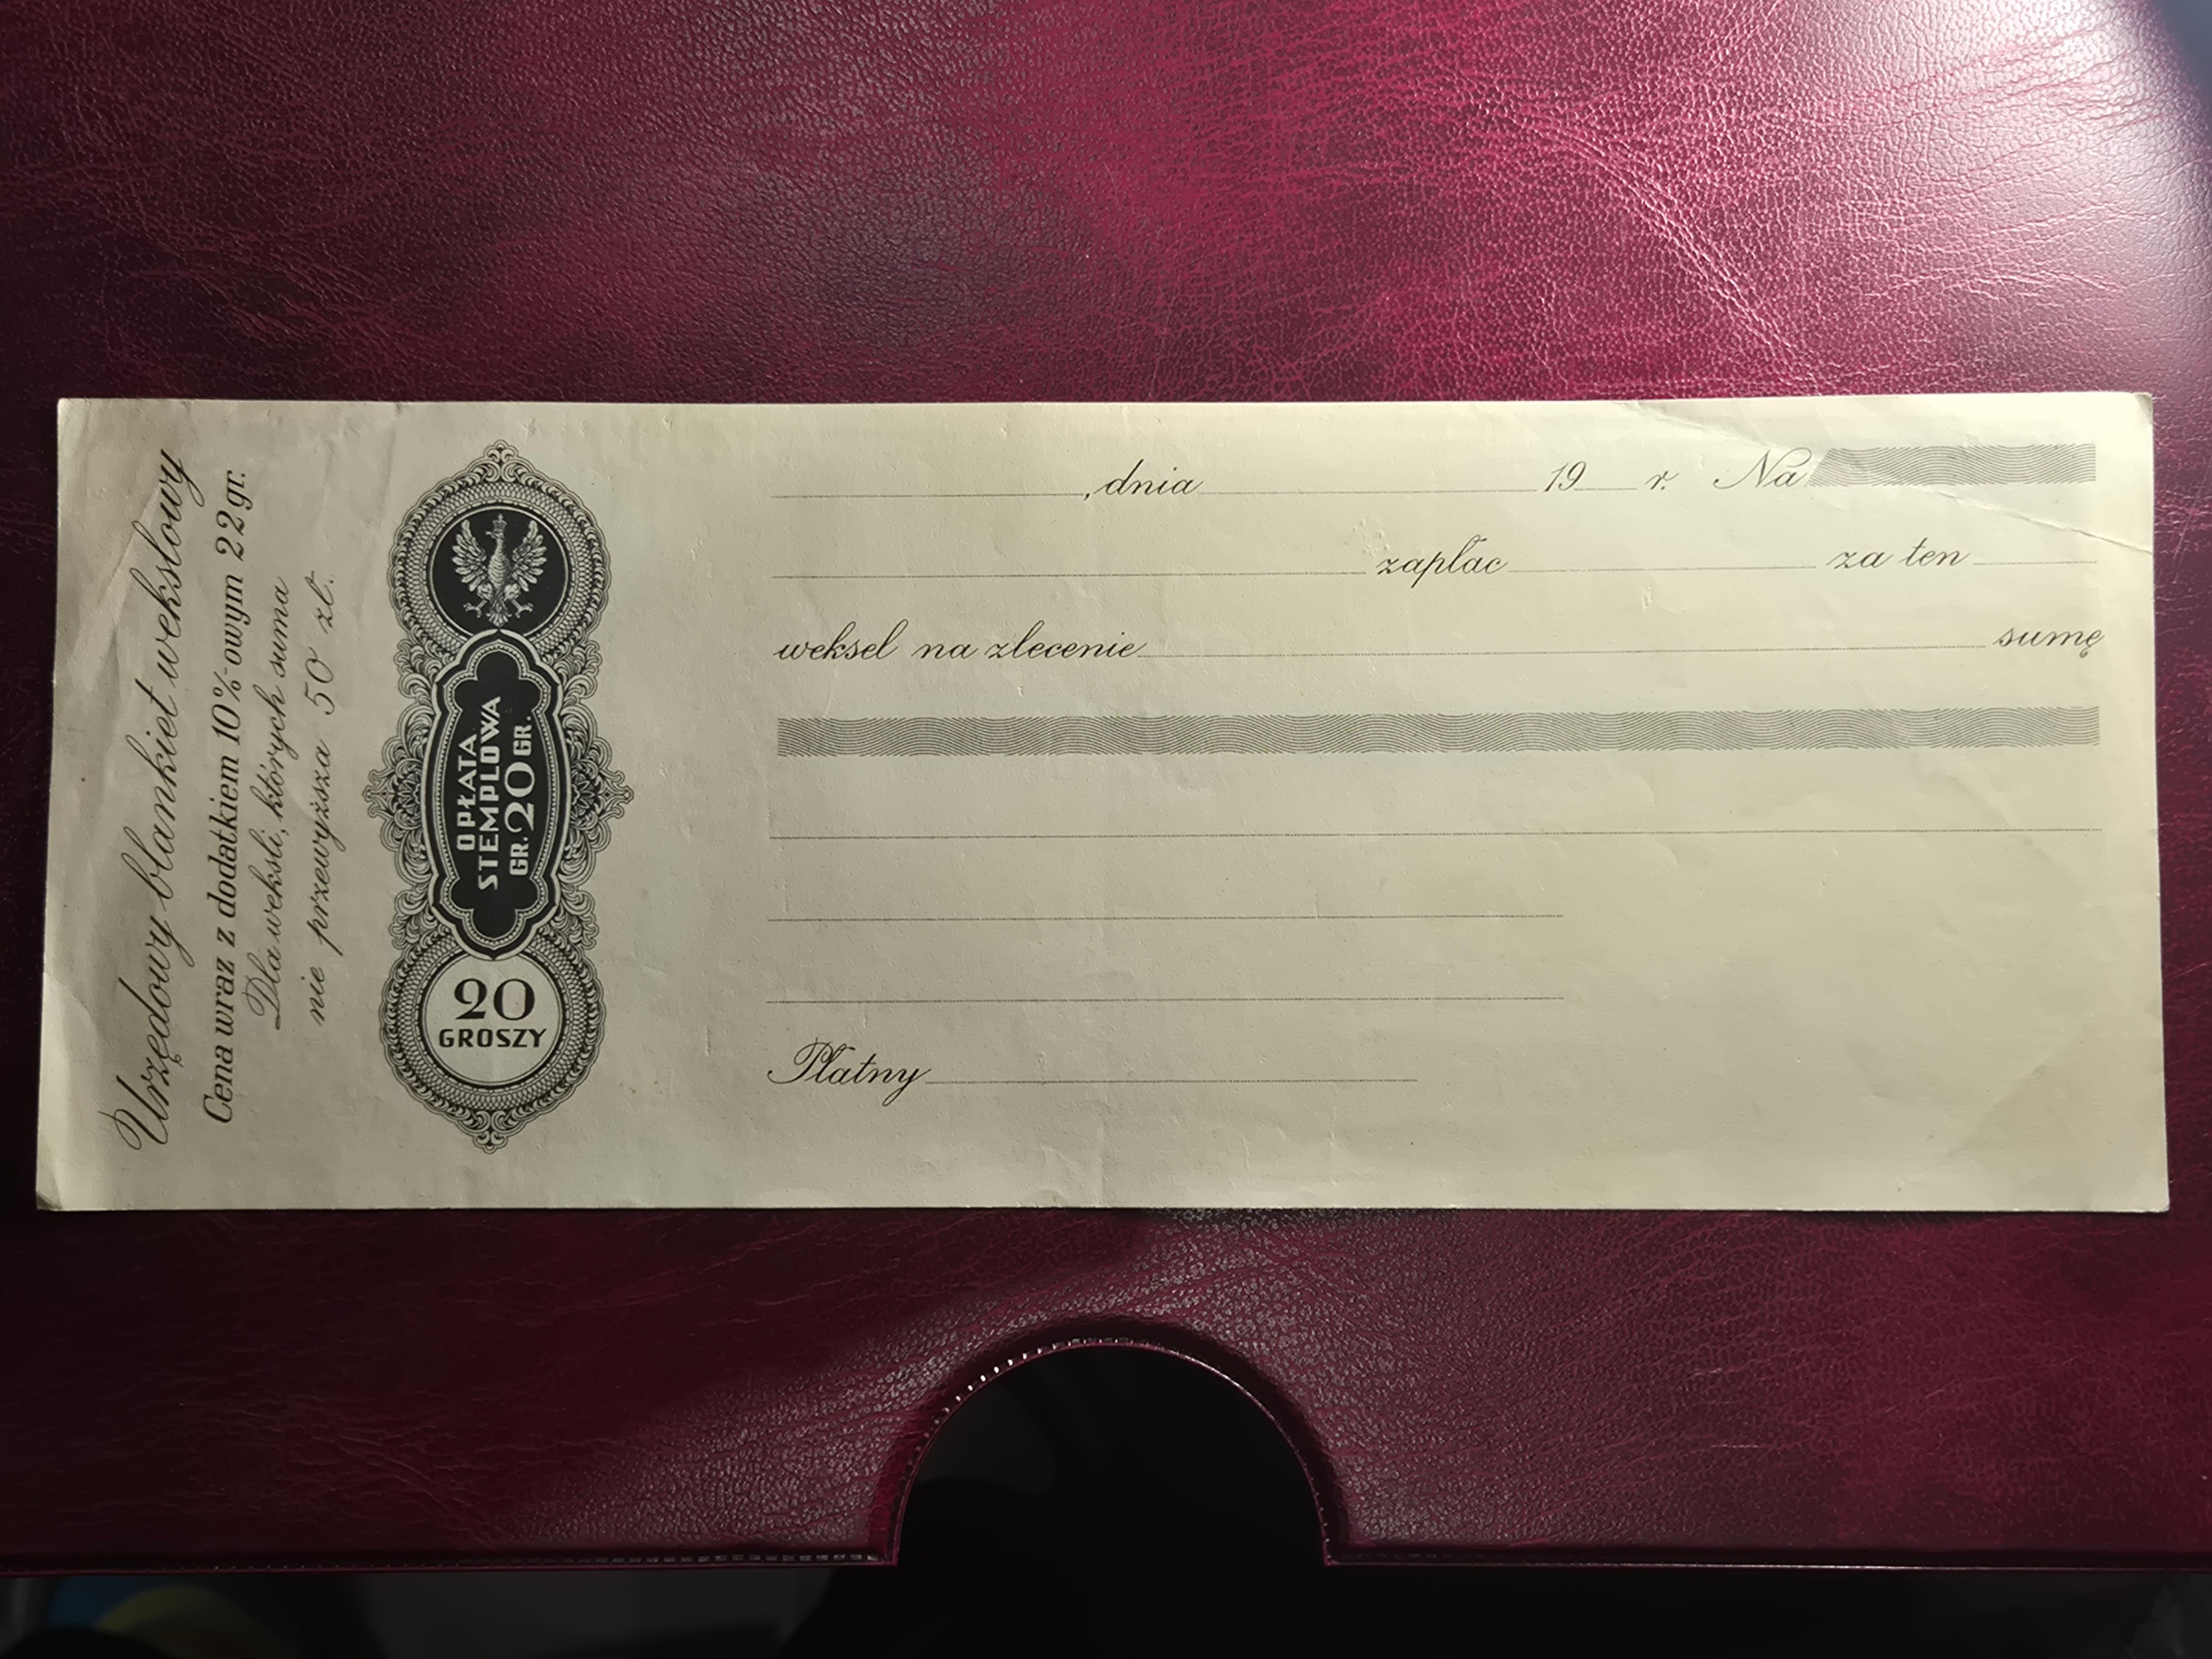 Urzędowy blankiet wekslowy
Cena wraz z dodatkiem 10%-owym 22 gr.
Dla weksli, których suma
nie przewyższa 50 zł.
OPŁATA
STEMPLOWA
GR. 20 GR.
20
GROSZY
, dnia 19 r. Na
zapłac za ten
weksel na zlecenie sumę
Płatny